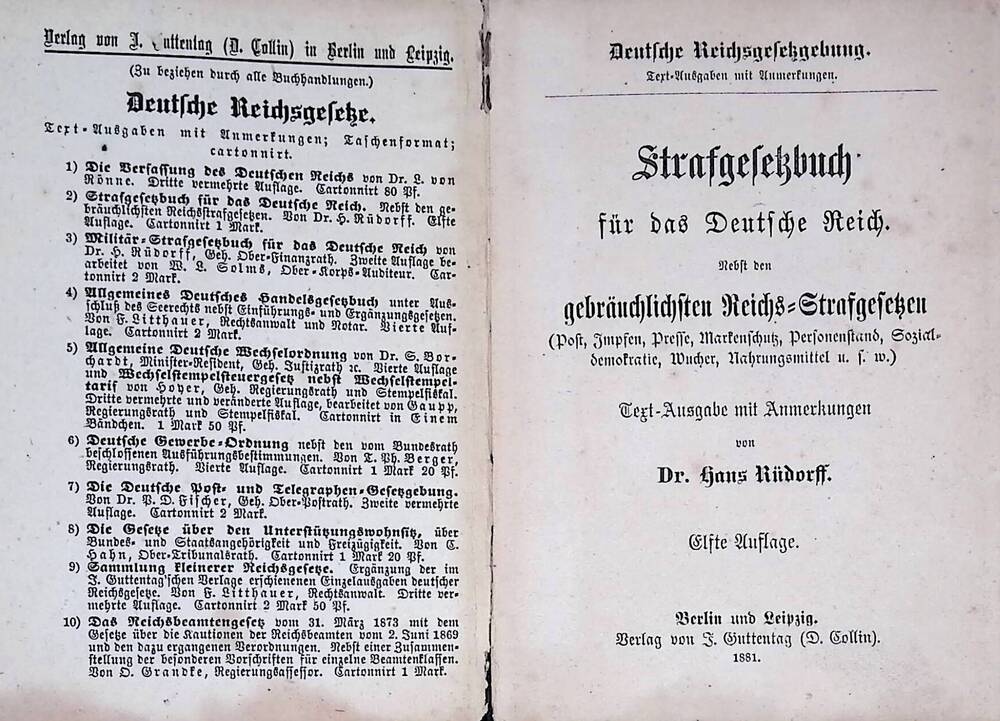 Verlag von J. Guttentag (D. Collin) in Berlin und Leipzig.
(Zu beziehen durch alle Buchhandlungen.)
Deutsche Reichsgesetze.
Text-Ausgaben mit Anmerkungen; Taschenformat;
cartonnirt.
1) Die Verfassung des Deutschen Reichs von Dr. L. von
Rönne. Dritte vermehrte Auflage. Cartonnirt 80 Pf.
2) Strafgesetzbuch für das Deutsche Reich. Nebst den ge-
bräuchlichsten Reichsstrafgesetzen. Von Dr. H. Rüdorff. Elfte
Auflage. Cartonnirt 1 Mark.
3) Militär-Strafgesetzbuch für das Deutsche Reich von
Dr. H. Rüdorff, Geh. Ober-Finanzrath. Zweite Auflage be-
arbeitet von W. L. Solms, Ober-Korps-Auditeur. Car-
tonnirt 2 Mark.
4) Allgemeines Deutsches Handelsgesetzbuch unter Aus-
schluß des Seerechts nebst Einführungs- und Ergänzungsgesetzen.
Von F. Litthauer, Rechtsanwalt und Notar. Vierte Auf-
lage. Cartonnirt 2 Mark.
5) Allgemeine Deutsche Wechselordnung von Dr. S. Bor-
chardt, Minister-Resident, Geh. Justizrath ꝛc. Vierte Auflage
und Wechselstempelsteuergesetz nebst Wechselstempel-
tarif von Hoyer, Geh. Regierungsrath und Stempelfiskal.
Dritte vermehrte und veränderte Auflage, bearbeitet von Gaupp,
Regierungsrath und Stempelfiskal. Cartonnirt in Einem
Bändchen. 1 Mark 50 Pf.
6) Deutsche Gewerbe-Ordnung nebst den vom Bundesrath
beschlossenen Ausführungsbestimmungen. Von T. Ph. Berger,
Regierungsrath. Vierte Auflage. Cartonnirt 1 Mark 20 Pf.
7) Die Deutsche Post- und Telegraphen-Gesetzgebung.
Von Dr. P. D. Fischer, Geh. Ober-Postrath. Zweite vermehrte
Auflage. Cartonnirt 2 Mark.
8) Die Gesetze über den Unterstützungswohnsitz, über
Bundes- und Staatsangehörigkeit und Freizügigkeit. Von C.
Hahn, Ober-Tribunalsrath. Cartonnirt 1 Mark 20 Pf.
9) Sammlung kleinerer Reichsgesetze. Ergänzung der im
J. Guttentag'schen Verlage erschienenen Einzelausgaben deutscher
Reichsgesetze. Von F. Litthauer, Rechtsanwalt. Dritte ver-
mehrte Auflage. Cartonnirt 2 Mark 50 Pf.
10) Das Reichsbeamtengesetz vom 31. März 1873 mit dem
Gesetze über die Kautionen der Reichsbeamten vom 2. Juni 1869
und den dazu ergangenen Verordnungen. Nebst einer Zusammen-
stellung der besonderen Vorschriften für einzelne Beamtenklassen.
Von O. Grandke, Regierungsassessor. Cartonnirt 1 Mark.
Deutsche Reichsgesetzgebung.
Text-Ausgaben mit Anmerkungen.
Strafgesetzbuch
für das Deutsche Reich.
Nebst den
gebräuchlichsten Reichs-Strafgesetzen
(Post, Impfen, Presse, Markenschutz, Personenstand, Sozial-
demokratie, Wucher, Nahrungsmittel u. s. w.)
Text-Ausgabe mit Anmerkungen
von
Dr. Hans Rüdorff.
Elfte Auflage.
Berlin und Leipzig.
Verlag von J. Guttentag (D. Collin).
1881.